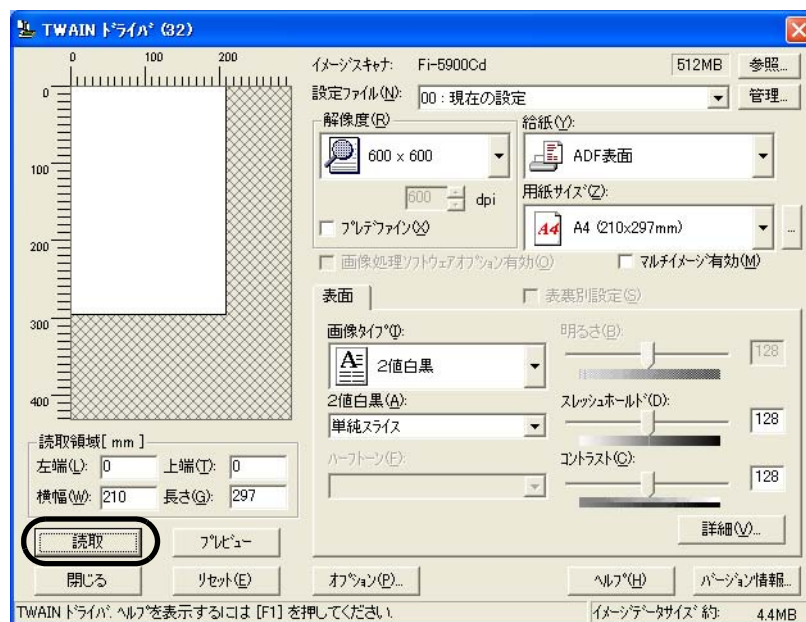 TWAIN ドライバ (32)
0 100 200
0
100
200
300
400
イメージスキャナ: Fi-5900Cd 512MB 参照...
設定ファイル(N): 00 : 現在の設定 管理...
解像度(R)
600 × 600
600 dpi
プレデファイン(X)
給紙(Y):
ADF表面
用紙サイズ(Z):
A4 A4 (210x297mm) ...
画像処理ソフトウェアオプション有効(O) マルチイメージ有効(M)
表面 表裏別設定(S)
画像タイプ(I):
A 2値白黒
2値白黒(A):
単純スライス
ハーフトーン(F):
明るさ(B):
128
スレッシュホールド(D):
128
コントラスト(C):
128
詳細(V)...
読取領域[ mm ]
左端(L): 0 上端(T): 0
横幅(W): 210 長さ(G): 297
読取 プレビュー
閉じる リセット(E) オプション(P)... ヘルプ(H) バージョン情報...
TWAIN ドライバ. ヘルプを表示するには [F1] を押してください. イメージデータサイズ 約: 4.4MB